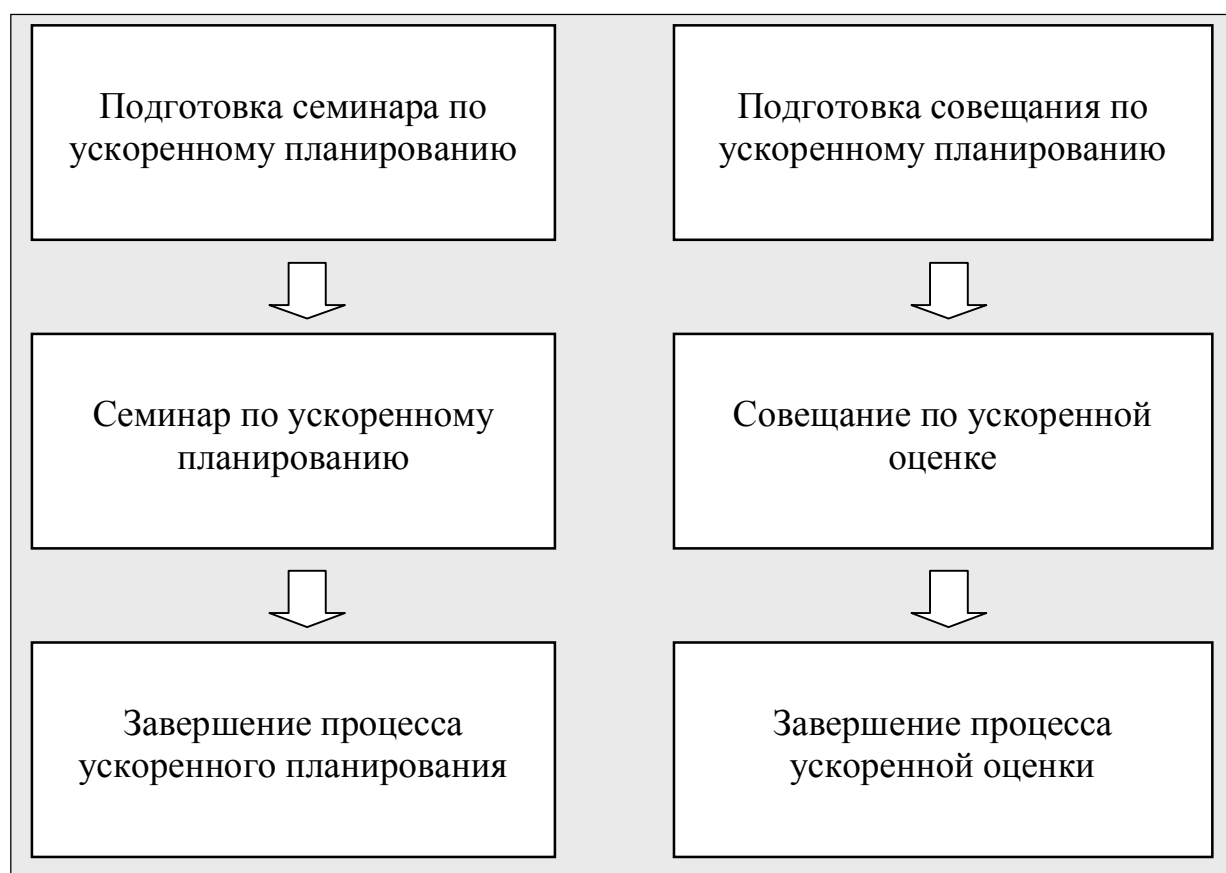 Подготовка семинара по
ускоренному планированию
Подготовка совещания по
ускоренному планированию
Семинар по ускоренному
планированию
Совещание по ускоренной
оценке
Завершение процесса
ускоренного планирования
Завершение процесса
ускоренной оценки